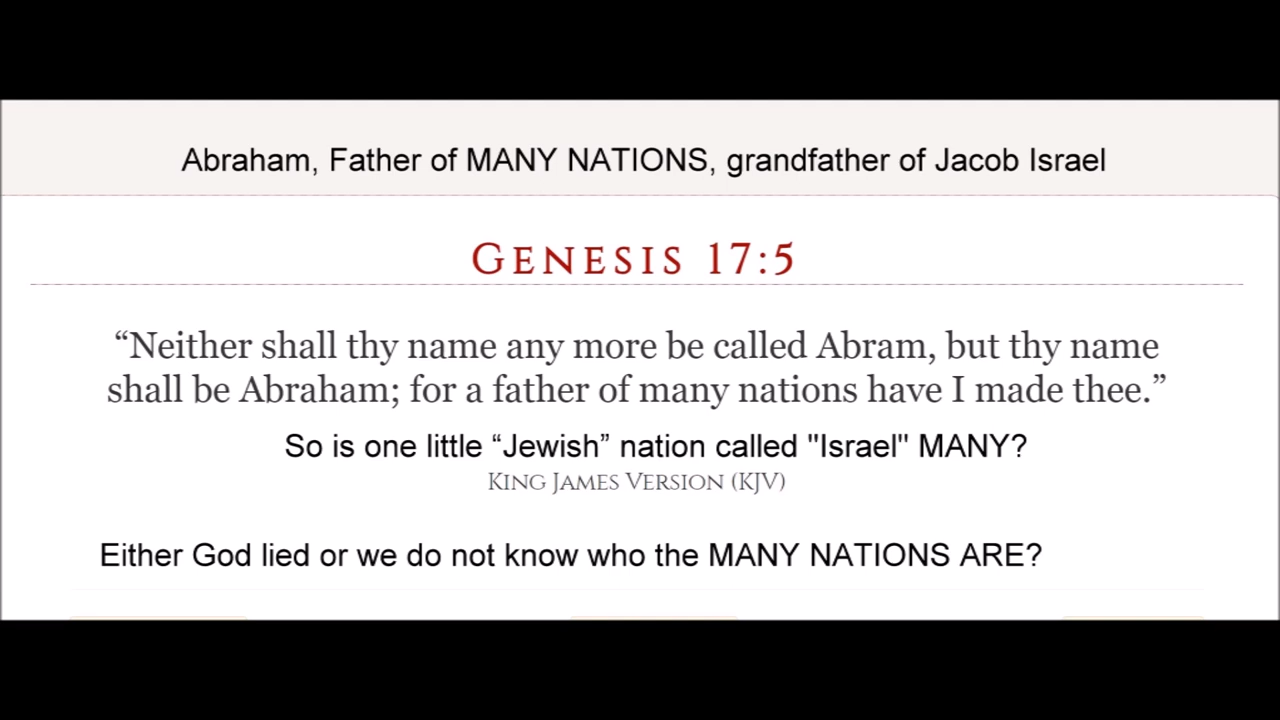 Abraham, Father of MANY NATIONS, grandfather of Jacob Israel
GENESIS 17:5
“Neither shall thy name any more be called Abram, but thy name
shall be Abraham; for a father of many nations have I made thee.”
So is one little “Jewish” nation called "Israel" MANY?
KING JAMES VERSION (KJV)
Either God lied or we do not know who the MANY NATIONS ARE?